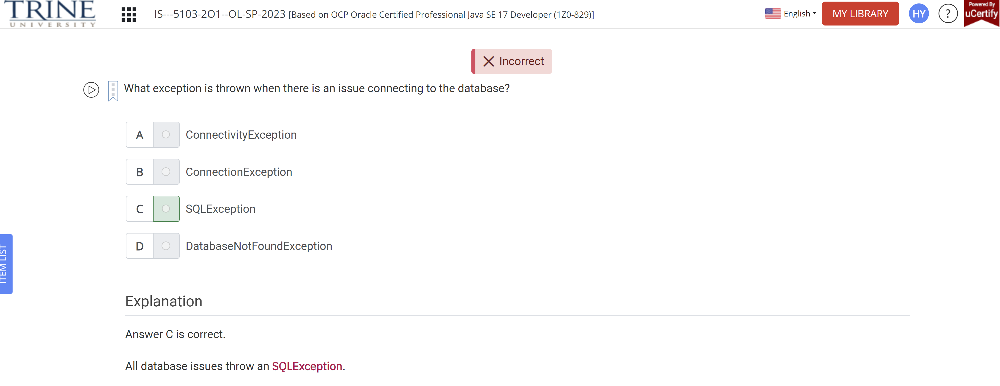 TRINE
UNIVERSITY
IS---5103-2O1--OL-SP-2023 [Based on OCP Oracle Certified Professional Java SE 17 Developer (1Z0-829)]
English
MY LIBRARY
HY
?
Powered By
uCertify
Incorrect
What exception is thrown when there is an issue connecting to the database?
A ConnectivityException
B ConnectionException
C SQLException
D DatabaseNotFoundException
ITEM LIST
Explanation
Answer C is correct.
All database issues throw an SQLException.